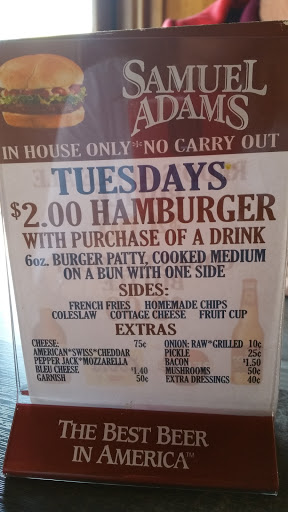 SAMUEL
ADAMS
IN HOUSE ONLY*NO CARRY OUT
TUESDAYS
$2.00 HAMBURGER
WITH PURCHASE OF A DRINK
6oz. BURGER PATTY, COOKED MEDIUM
ON A BUN WITH ONE SIDE
SIDES:
FRENCH FRIES HOMEMADE CHIPS
COLESLAW COTTAGE CHEESE FRUIT CUP
EXTRAS
CHEESE: 75¢
AMERICAN*SWISS*CHEDDAR
PEPPER JACK*MOZZARELLA
BLEU CHEESE $1.40
GARNISH 50¢
ONION: RAW*GRILLED 10¢
PICKLE 25¢
BACON $1.50
MUSHROOMS 50¢
EXTRA DRESSINGS 40¢
THE BEST BEER
IN AMERICA™